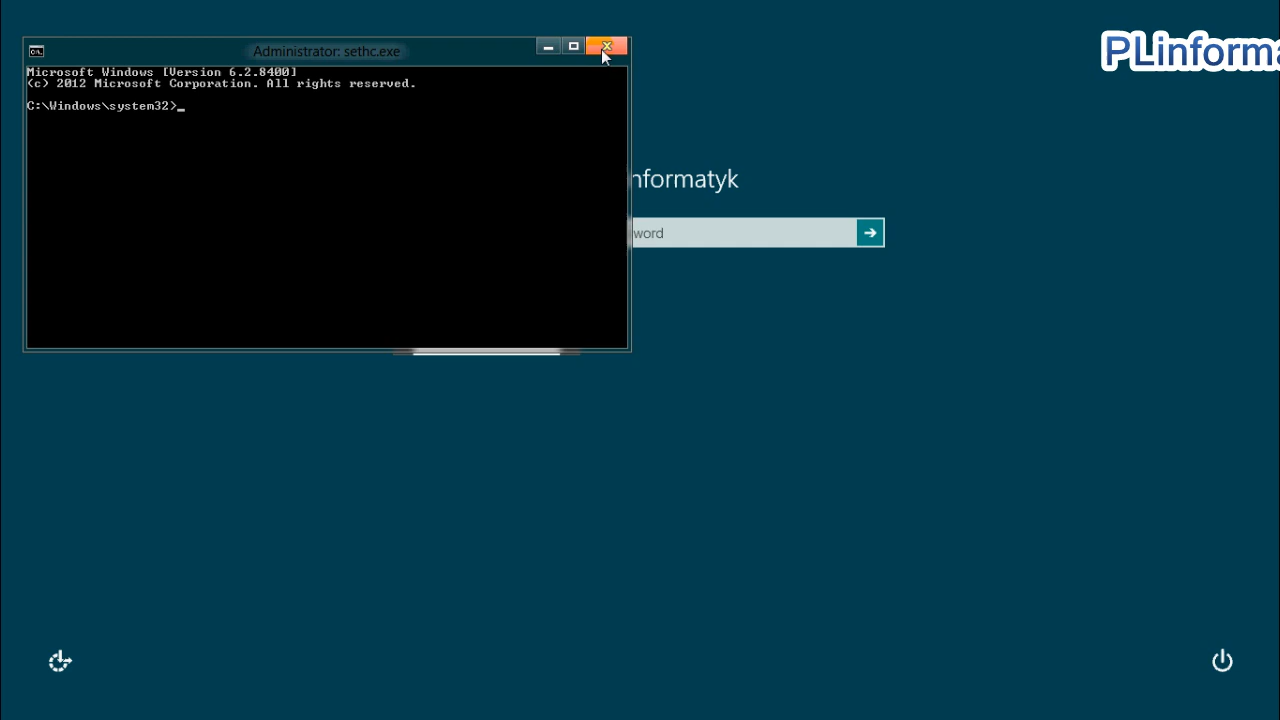 Administrator: sethc.exe
PLinforma
Microsoft Windows [Version 6.2.8400]
(c) 2012 Microsoft Corporation. All rights reserved.
C:\Windows\system32>_
nformatyk
word